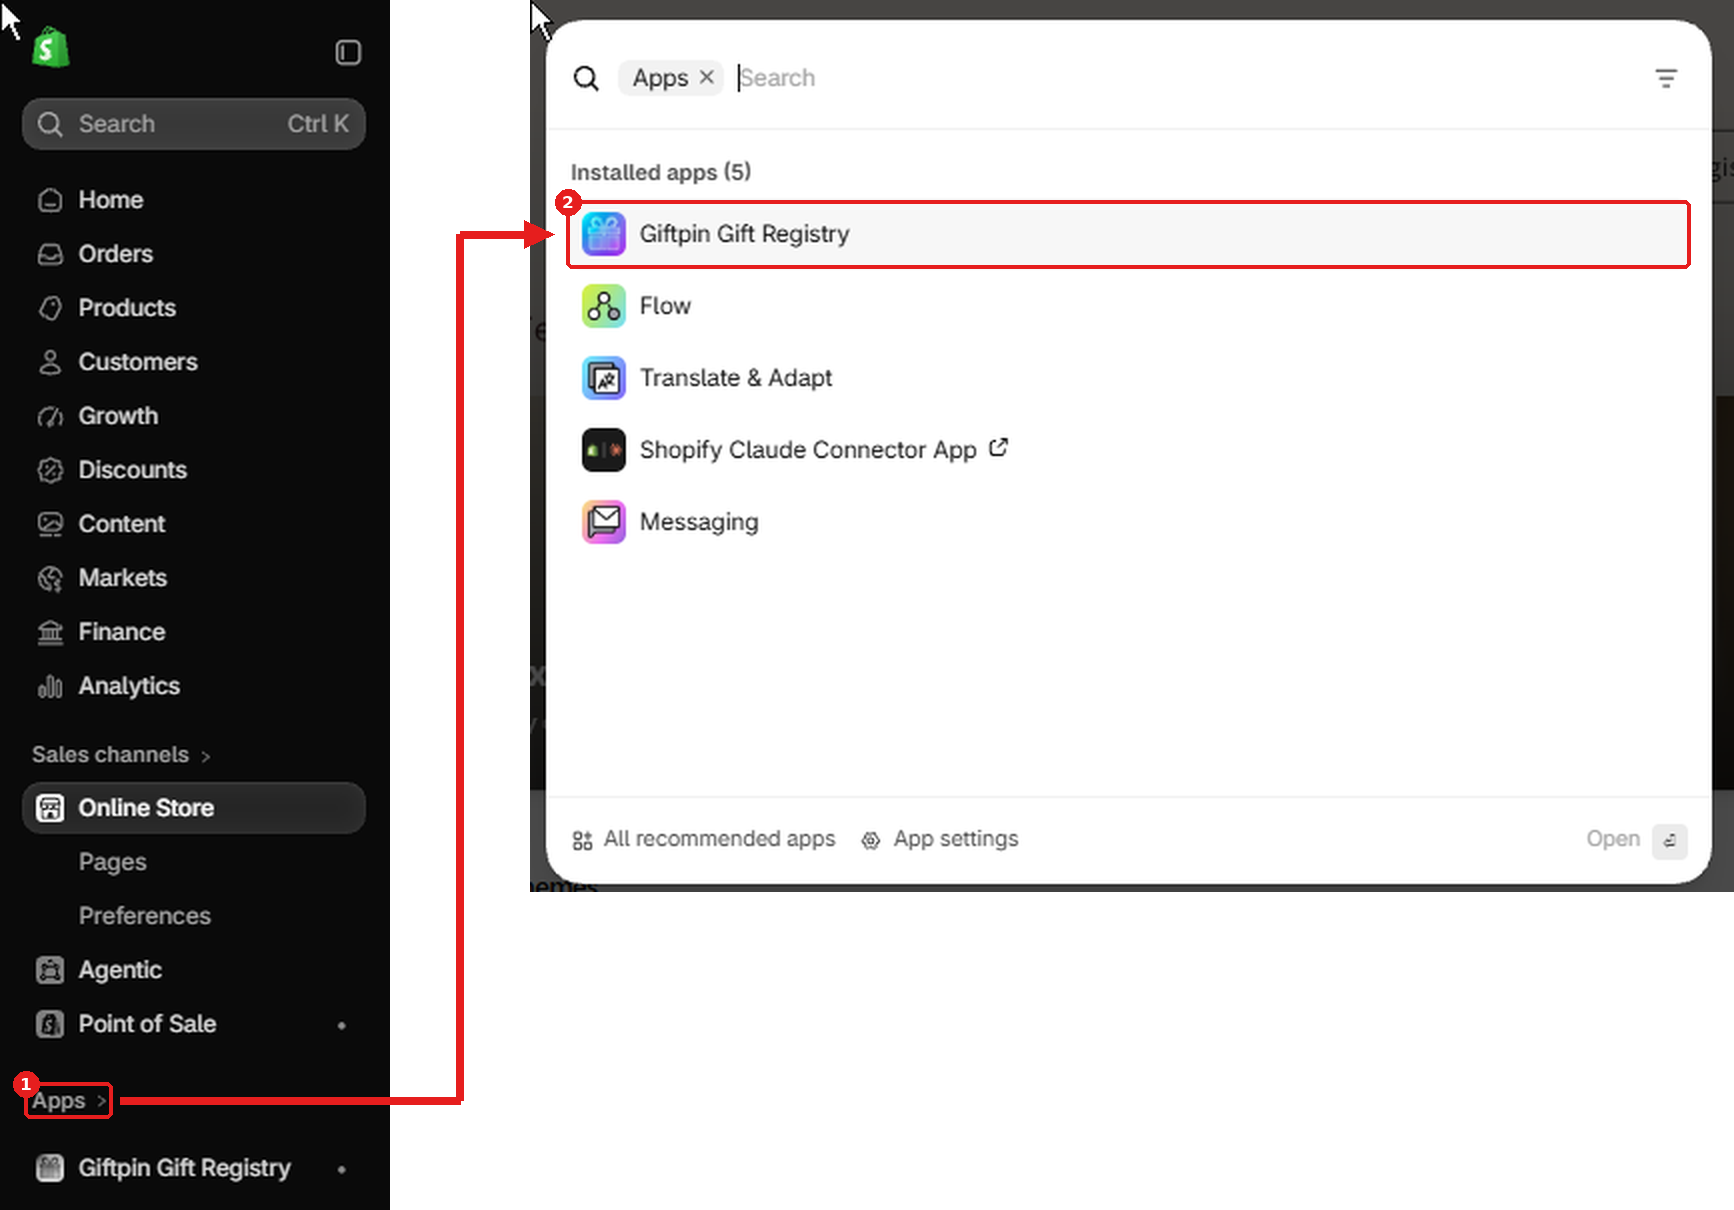 Search Ctrl K
Home
Orders
Products
Customers
Growth
Discounts
Content
Markets
Finance
Analytics
Sales channels >
Online Store
Pages
Preferences
Agentic
Point of Sale
1
Apps >
Giftpin Gift Registry
Apps × Search
Installed apps (5)
2
Giftpin Gift Registry
Flow
Translate & Adapt
Shopify Claude Connector App
Messaging
All recommended apps App settings Open